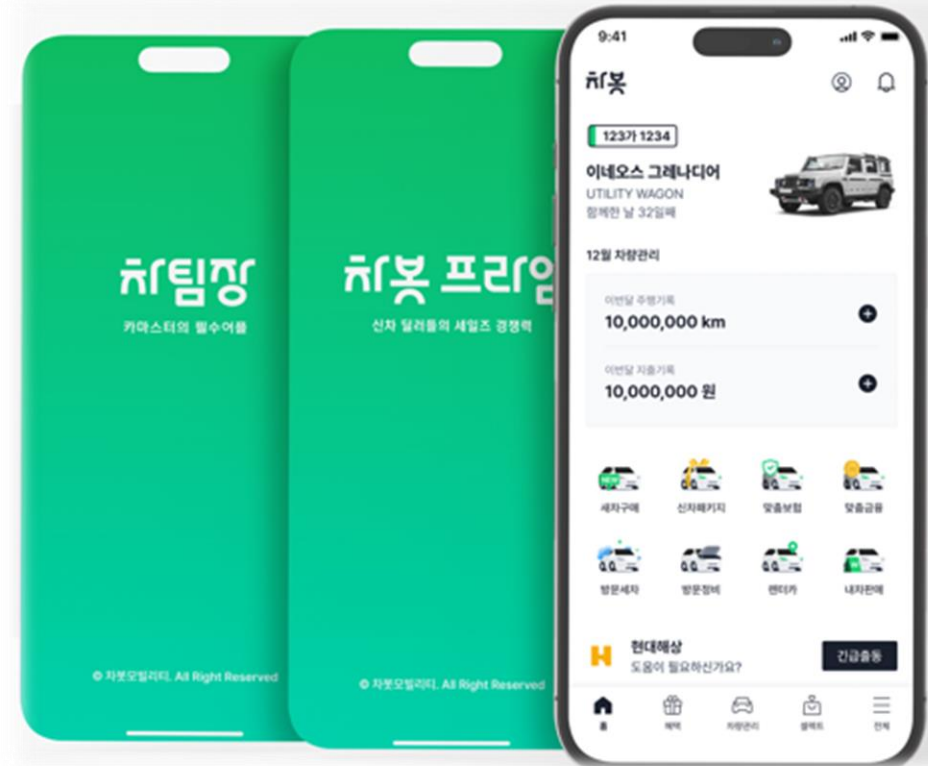 차팀장
카마스터의 필수어플
© 차봇모빌리티. All Right Reserved
차봇 프라임
신차 딜러들의 세일즈 경쟁력
© 차봇모빌리티. All Right Reserved
9:41
차봇
123가 1234
이네오스 그레나디어
UTILITY WAGON
함께한 날 32일째
12월 차량관리
이번달 주행기록
10,000,000 km
이번달 지출기록
10,000,000 원
새차구매 신차패키지 맞춤보험 맞춤금융
방문세차 방문정비 렌터카 내차판매
현대해상
도움이 필요하신가요?
긴급출동
홈 혜택 차량관리 셀렉트 전체